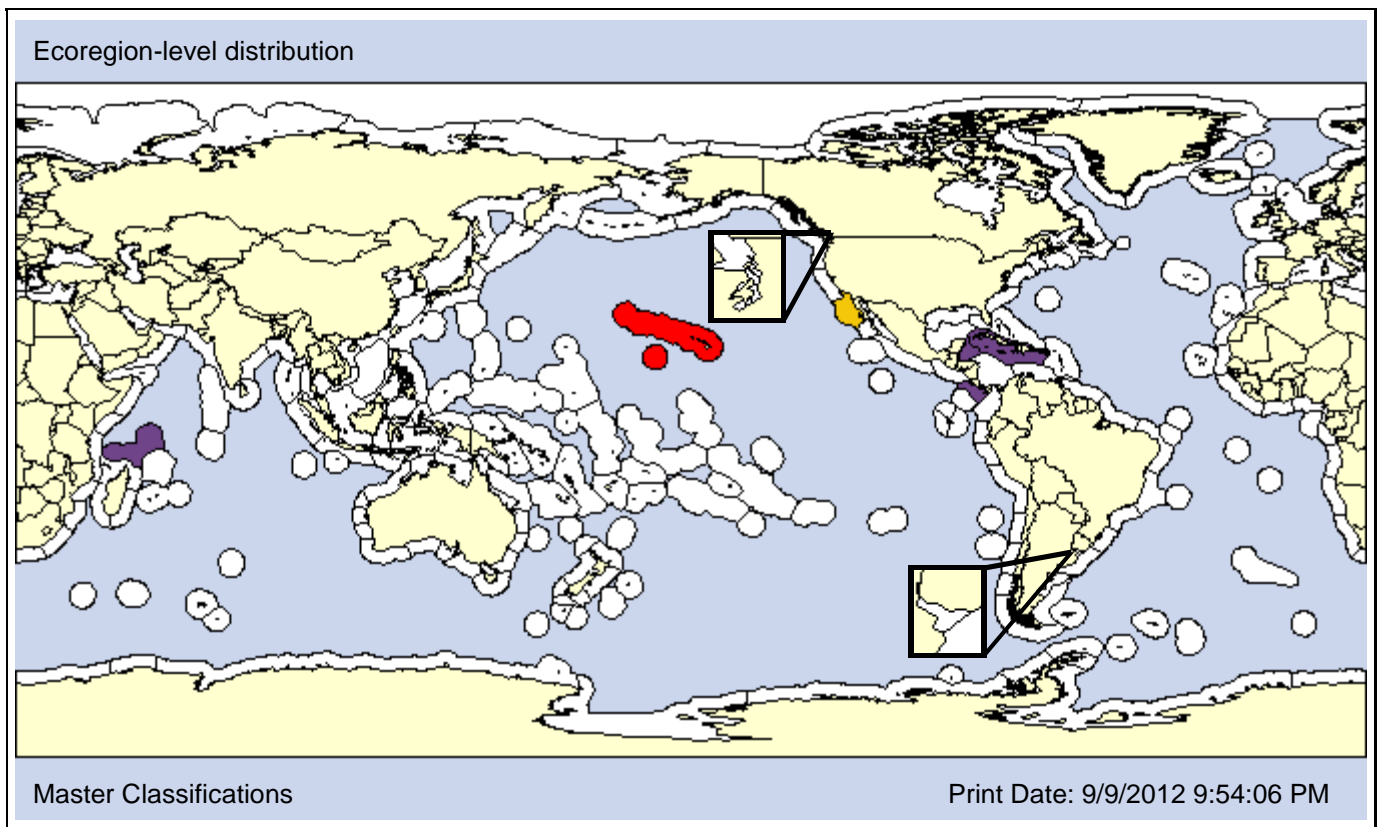 Ecoregion-level distribution
Master Classifications
Print Date: 9/9/2012 9:54:06 PM